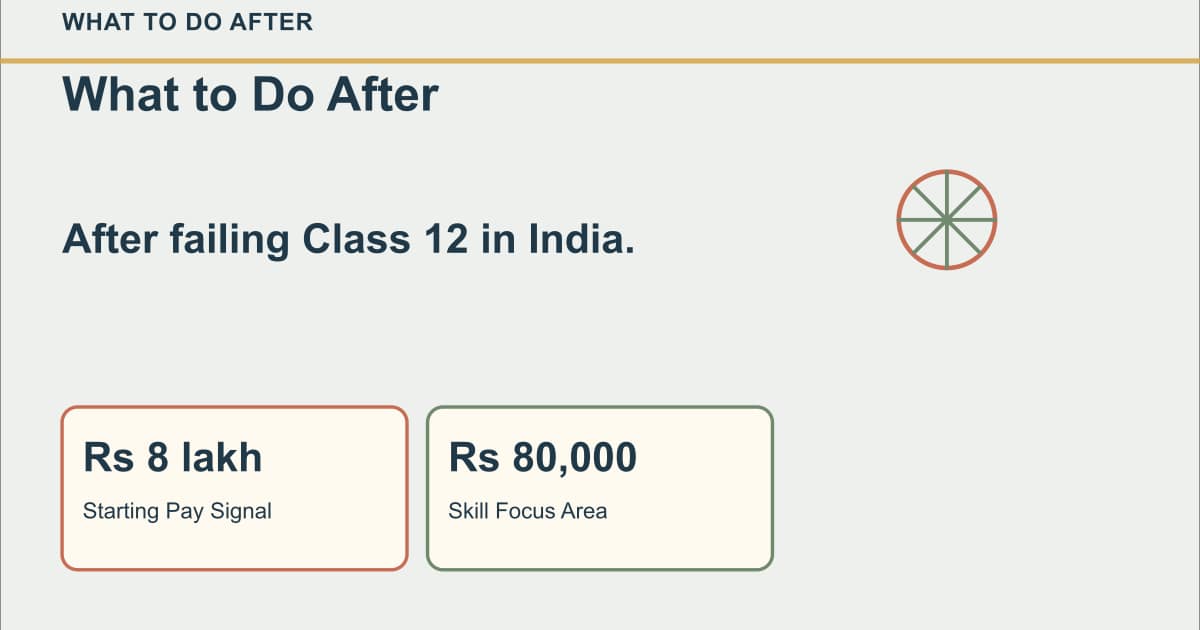 WHAT TO DO AFTER
What to Do After
After failing Class 12 in India.
Rs 8 lakh
Starting Pay Signal
Rs 80,000
Skill Focus Area